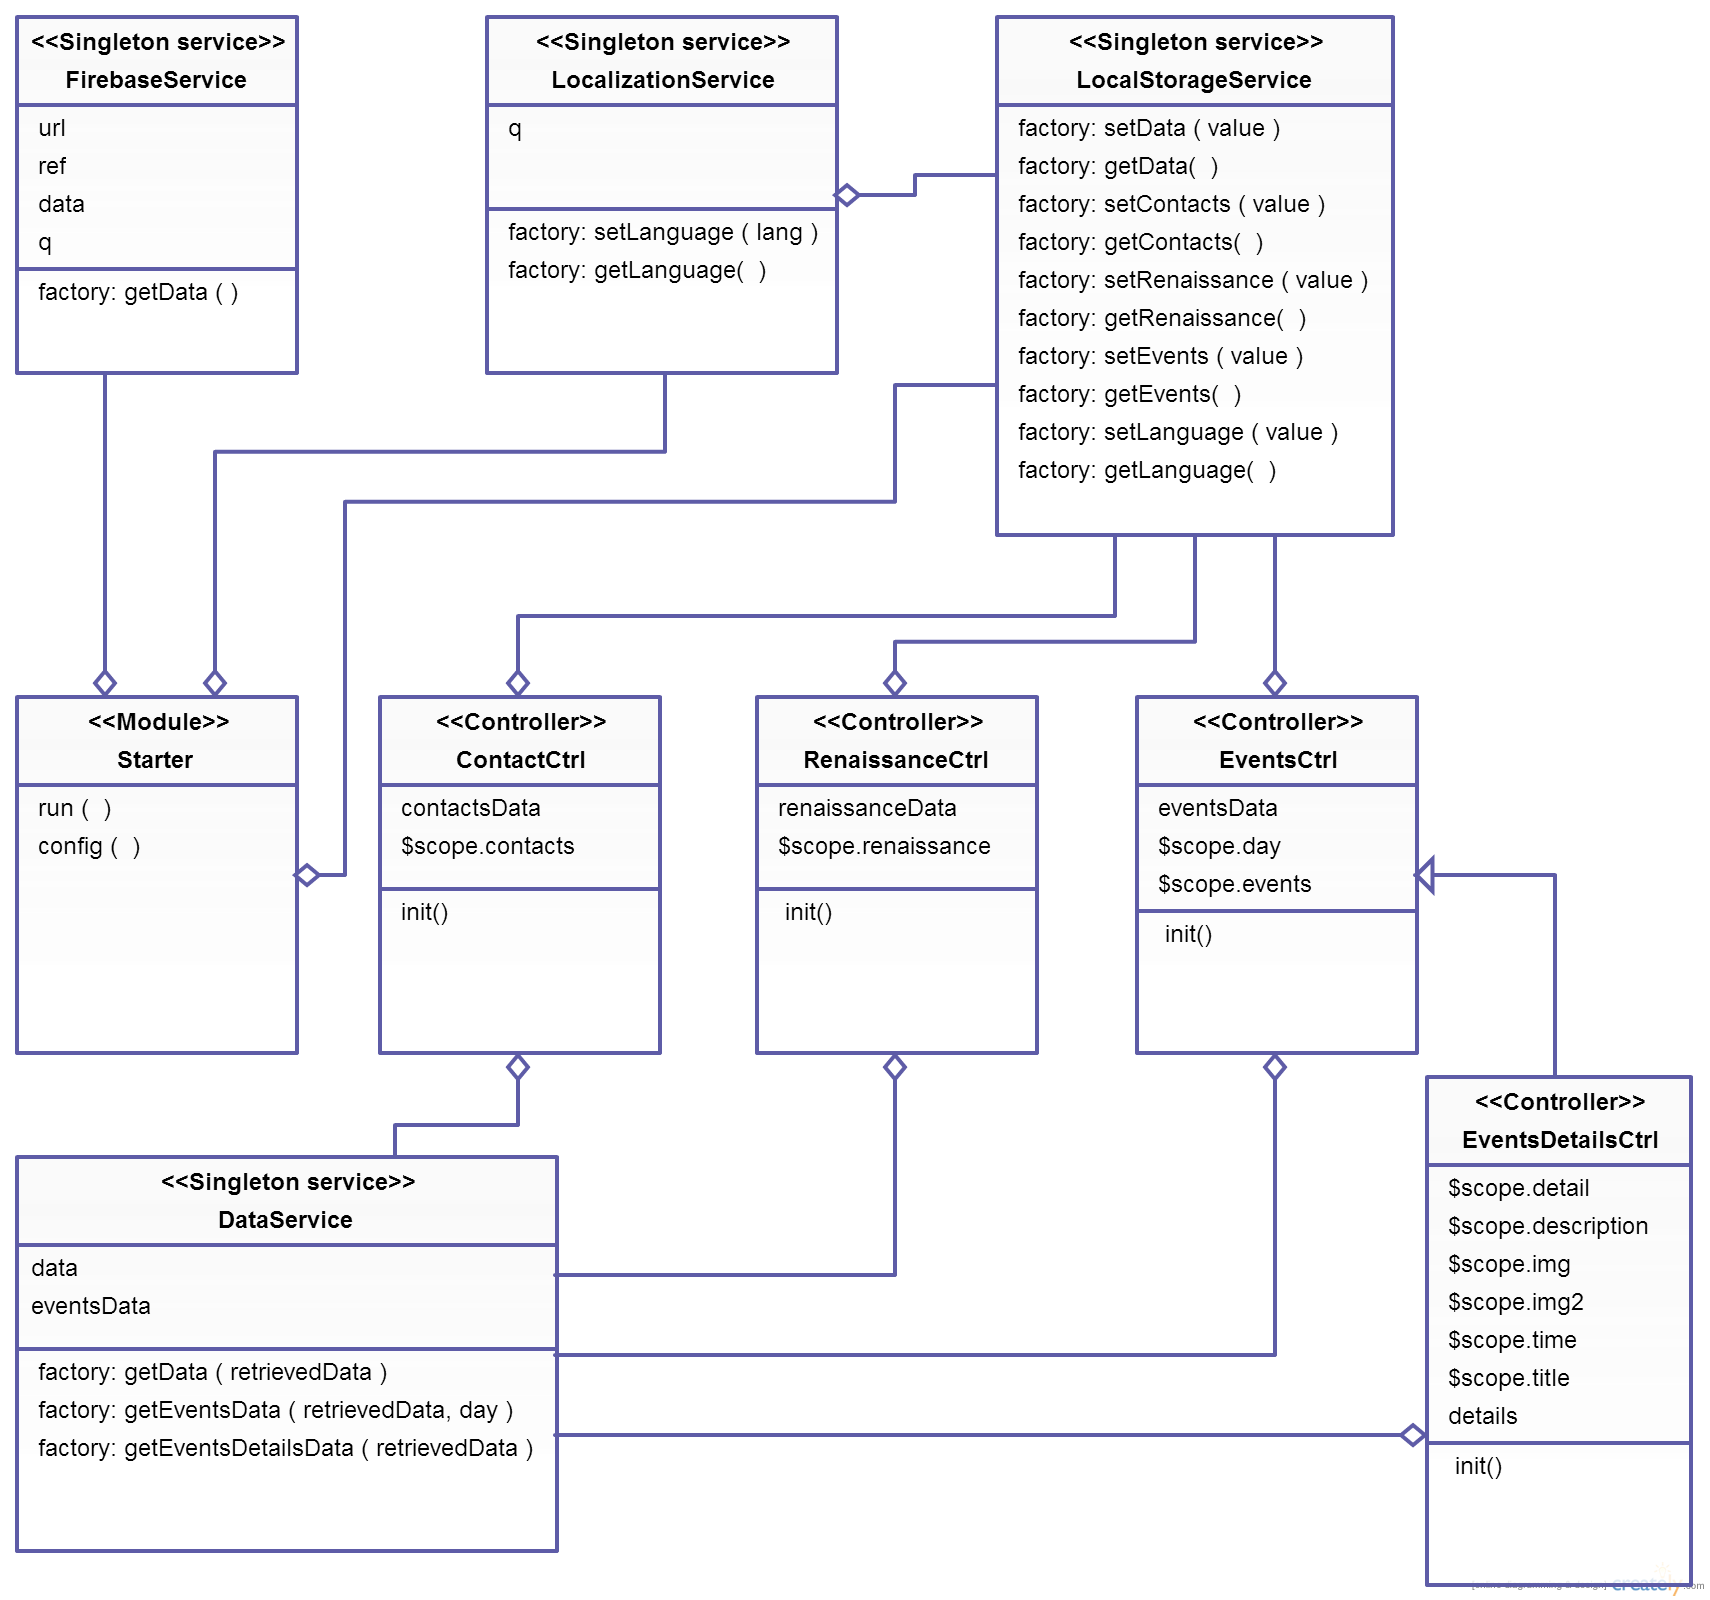 <<Singleton service>>
FirebaseService
url
ref
data
q
factory: getData ( )
<<Singleton service>>
LocalizationService
q
factory: setLanguage ( lang )
factory: getLanguage(  )
<<Singleton service>>
LocalStorageService
factory: setData ( value )
factory: getData(  )
factory: setContacts ( value )
factory: getContacts(  )
factory: setRenaissance ( value )
factory: getRenaissance(  )
factory: setEvents ( value )
factory: getEvents(  )
factory: setLanguage ( value )
factory: getLanguage(  )
<<Module>>
Starter
run (  )
config (  )
<<Controller>>
ContactCtrl
contactsData
$scope.contacts
init()
<<Controller>>
RenaissanceCtrl
renaissanceData
$scope.renaissance
init()
<<Controller>>
EventsCtrl
eventsData
$scope.day
$scope.events
init()
<<Singleton service>>
DataService
data
eventsData
factory: getData ( retrievedData )
factory: getEventsData ( retrievedData, day )
factory: getEventsDetailsData ( retrievedData )
<<Controller>>
EventsDetailsCtrl
$scope.detail
$scope.description
$scope.img
$scope.img2
$scope.time
$scope.title
details
init()
creately.com